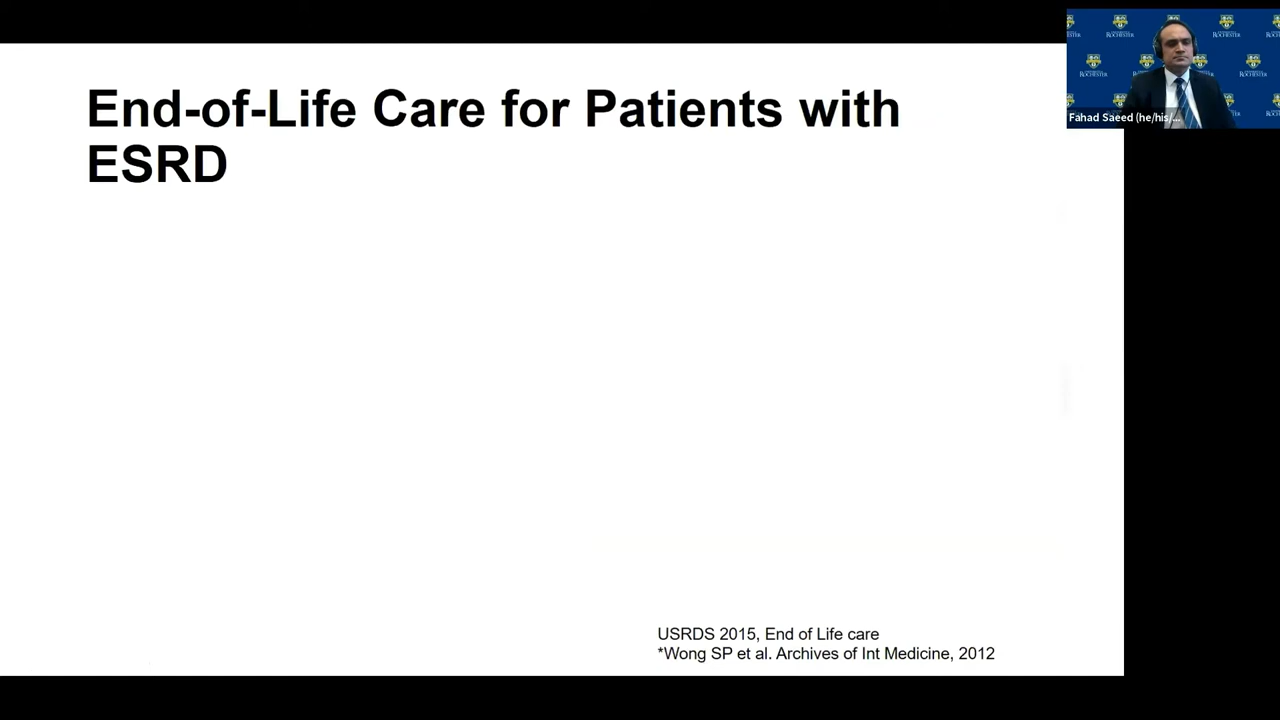 End-of-Life Care for Patients with
ESRD
Fahad Saeed (he/his/...
ROCHESTER
USRDS 2015, End of Life care
*Wong SP et al. Archives of Int Medicine, 2012